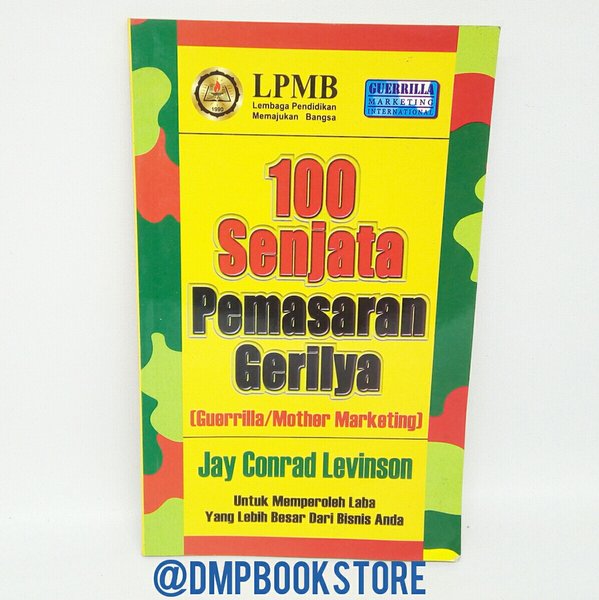 LPMB
Lembaga Pendidikan
Memajukan Bangsa
1990
GUERRILLA
MARKETING
INTERNATIONAL
100
Senjata
Pemasaran
Gerilya
(Guerrilla/Mother Marketing)
Jay Conrad Levinson
Untuk Memperoleh Laba
Yang Lebih Besar Dari Bisnis Anda
@DMPBOOKSTORE